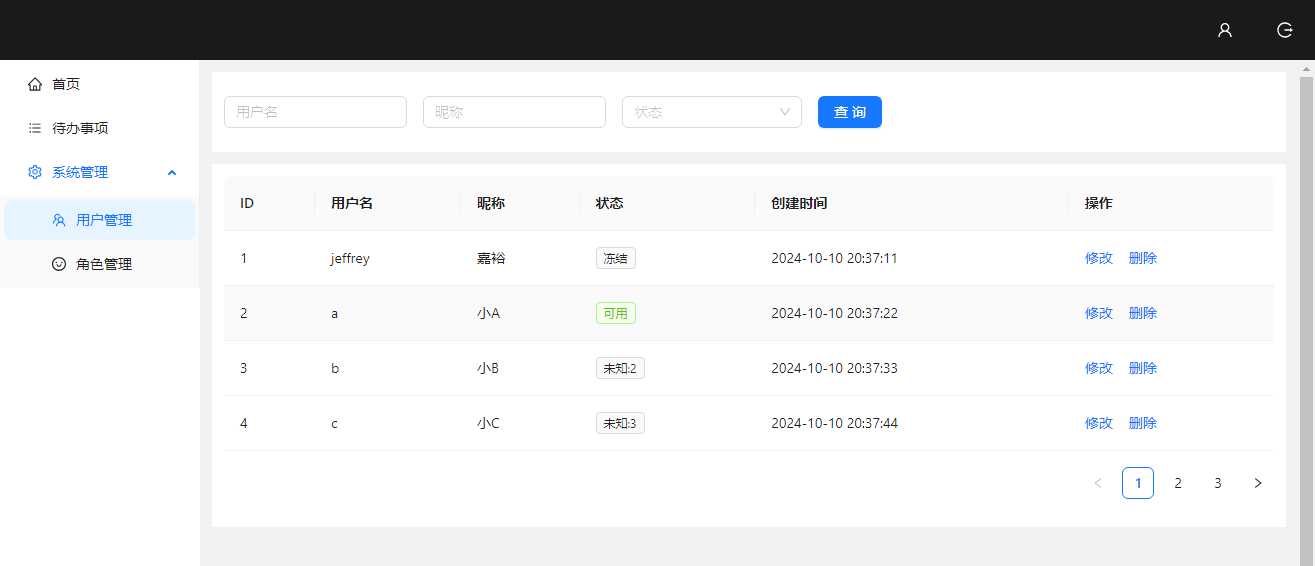 首页
待办事项
系统管理
用户管理
角色管理
用户名 昵称 状态 查 询
ID 用户名 昵称 状态 创建时间 操作
1 jeffrey 嘉裕 冻结 2024-10-10 20:37:11 修改 删除
2 a 小A 可用 2024-10-10 20:37:22 修改 删除
3 b 小B 未知:2 2024-10-10 20:37:33 修改 删除
4 c 小C 未知:3 2024-10-10 20:37:44 修改 删除
1 2 3